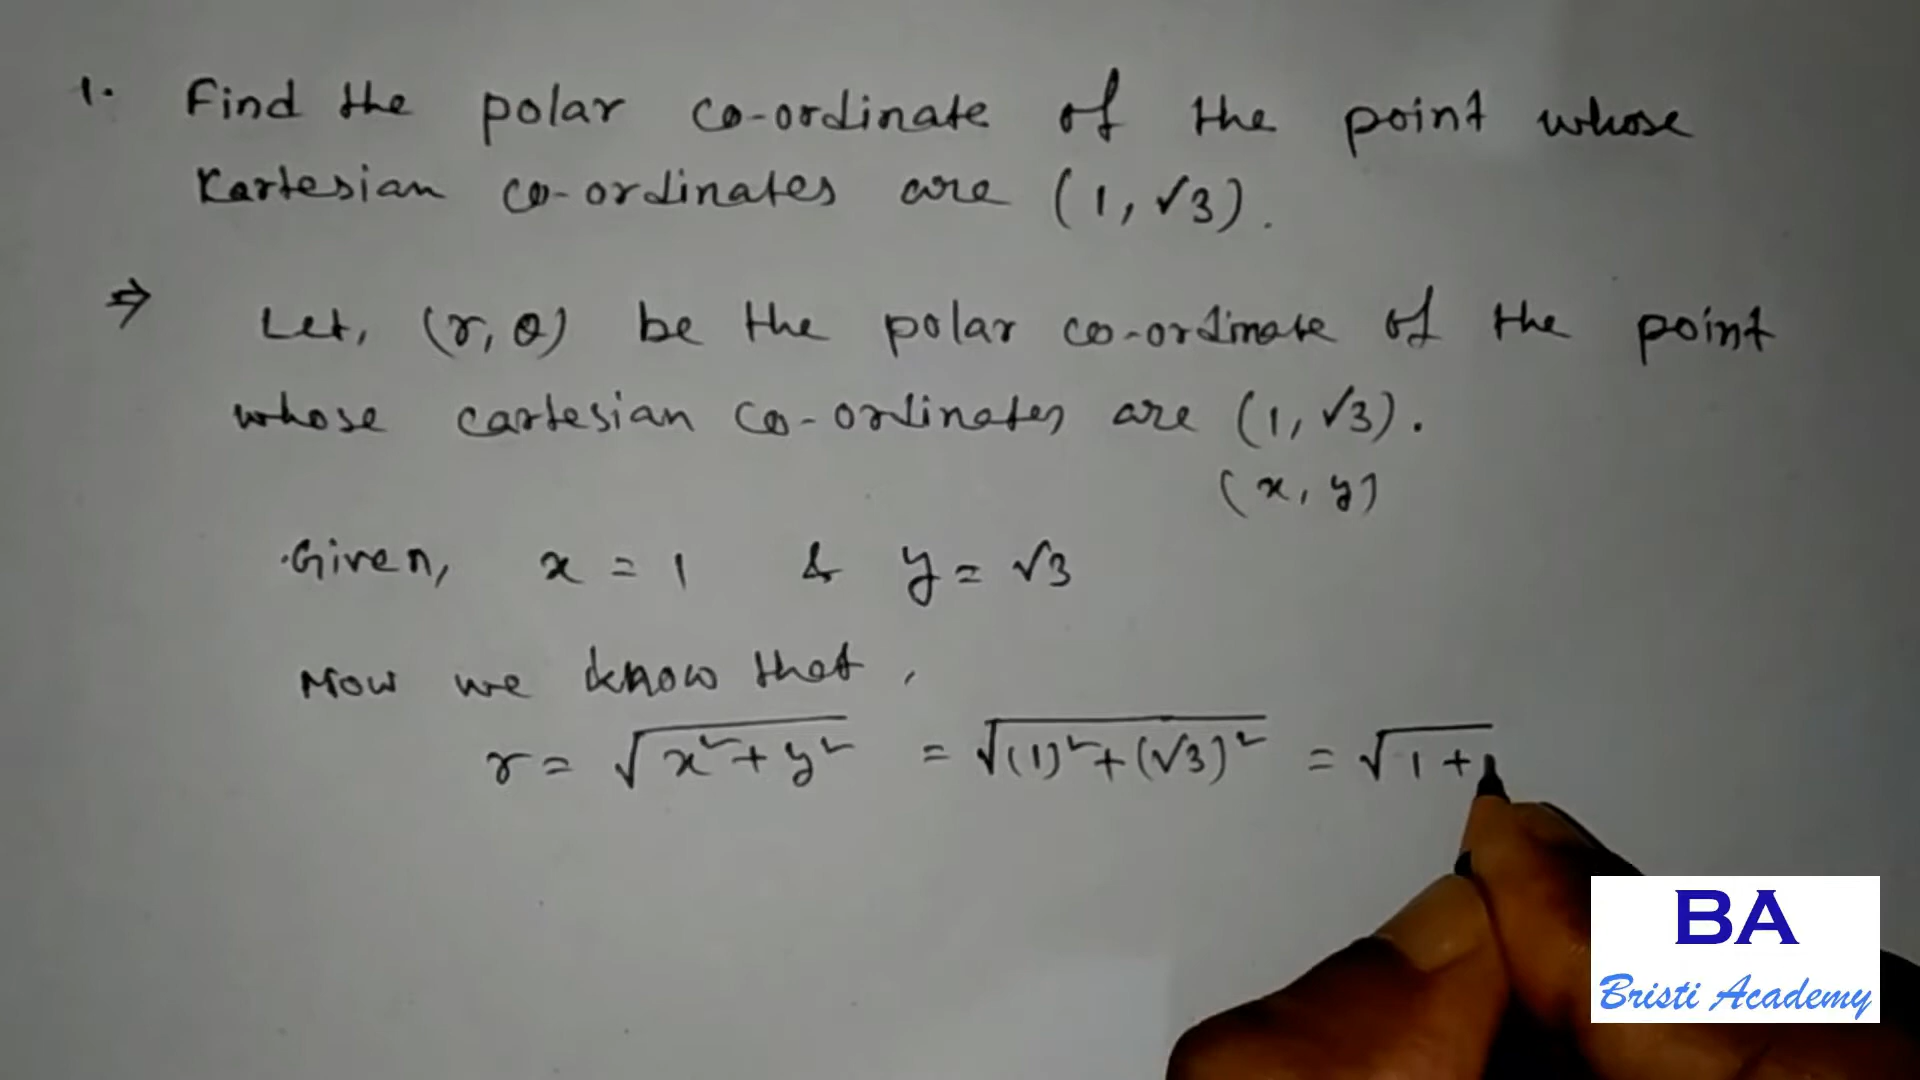 1. Find the polar co-ordinate of the point whose
Kartesian co-ordinates are (1, √3).
⇒ Let, (r, θ) be the polar co-ordinate of the point
whose cartesian co-ordinates are (1, √3).
(x, y)
Given, x = 1 & y = √3
Now we know that,
r = √x²+y² = √(1)²+(√3)² = √1+
BA
Bristi Academy